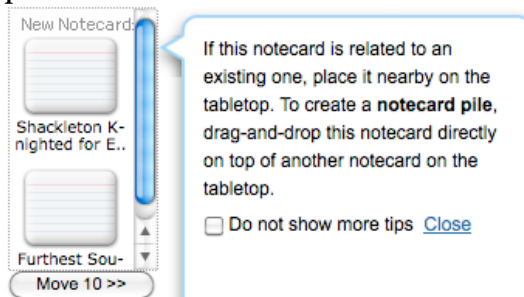 New Notecard:
Shackleton K-
nighted for E..
Furthest Sou-
Move 10 >>
If this notecard is related to an
existing one, place it nearby on the
tabletop. To create a notecard pile,
drag-and-drop this notecard directly
on top of another notecard on the
tabletop.
Do not show more tips Close